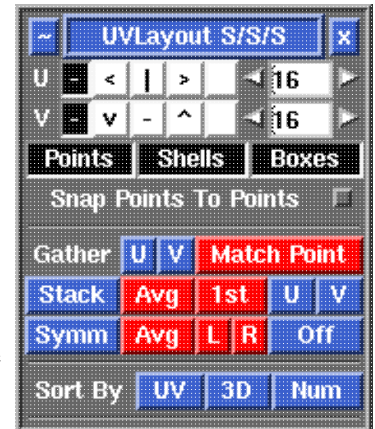 ~ UVLayout S/S/S x
U - < | > 16
V - v - ^ 16
Points Shells Boxes
Snap Points To Points
Gather U V Match Point
Stack Avg 1st U V
Symm Avg L R Off
Sort By UV 3D Num